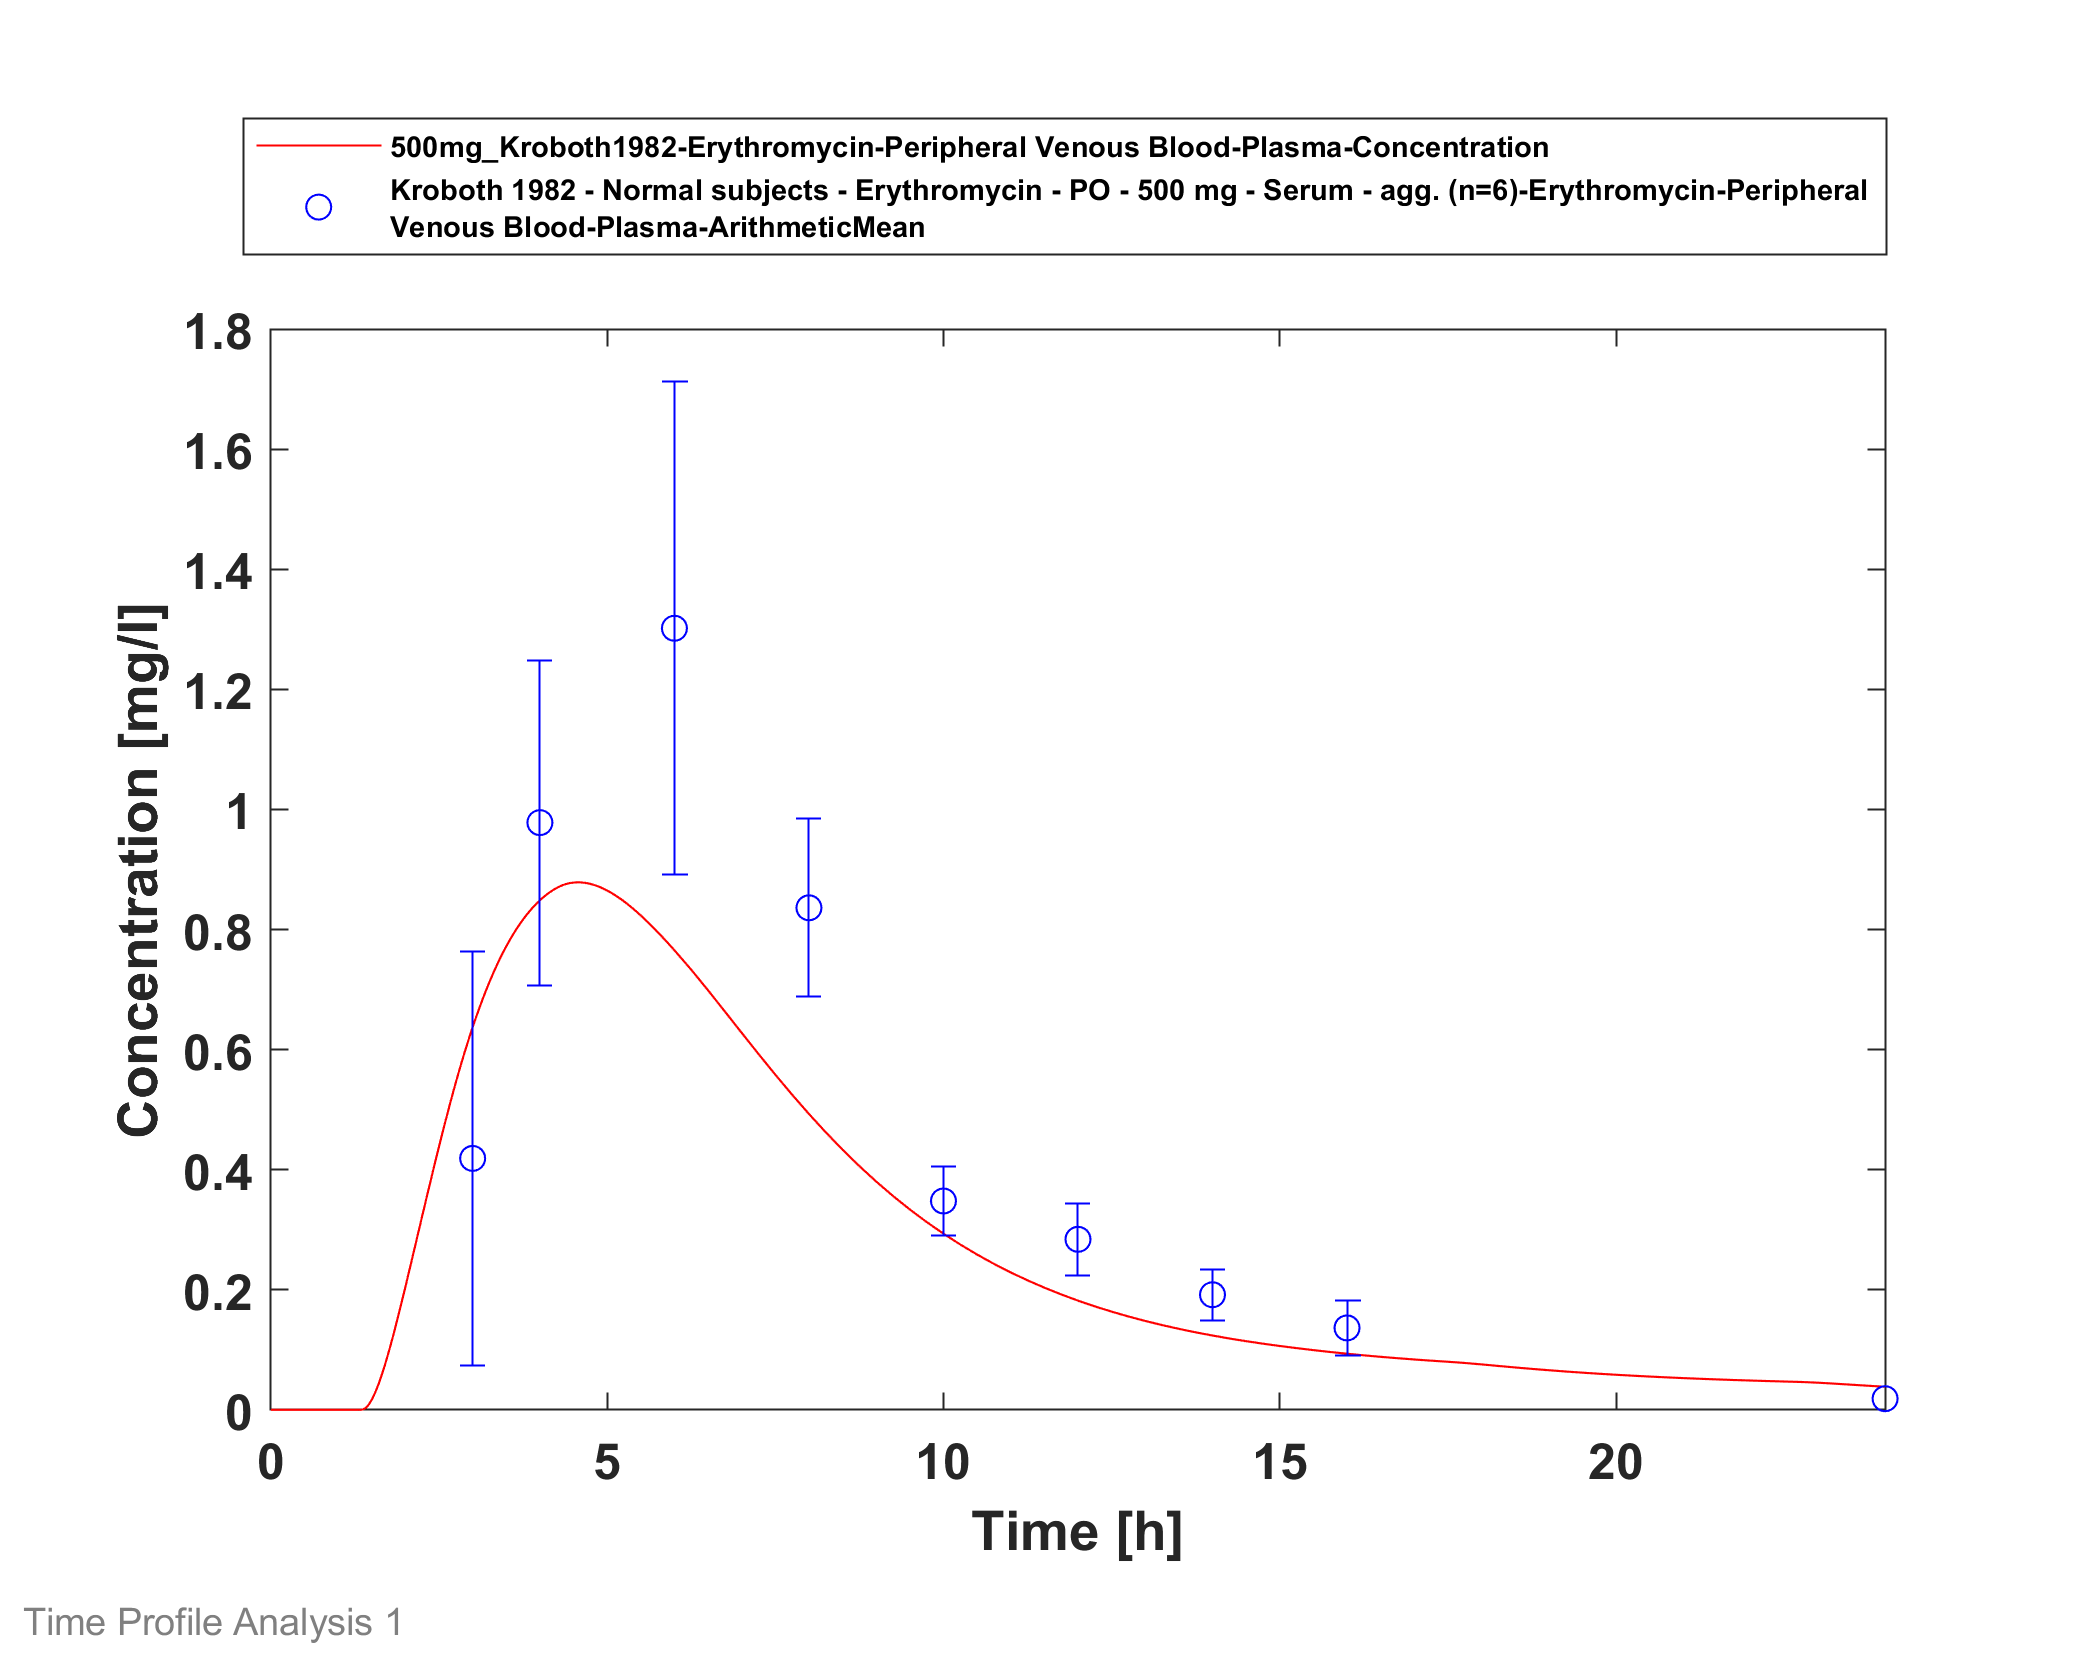 500mg_Kroboth1982-Erythromycin-Peripheral Venous Blood-Plasma-Concentration
Kroboth 1982 - Normal subjects - Erythromycin - PO - 500 mg - Serum - agg. (n=6)-Erythromycin-Peripheral
Venous Blood-Plasma-ArithmeticMean
1.8
1.6
1.4
1.2
1
0.8
0.6
0.4
0.2
0
Concentration [mg/l]
0 5 10 15 20
Time [h]
Time Profile Analysis 1